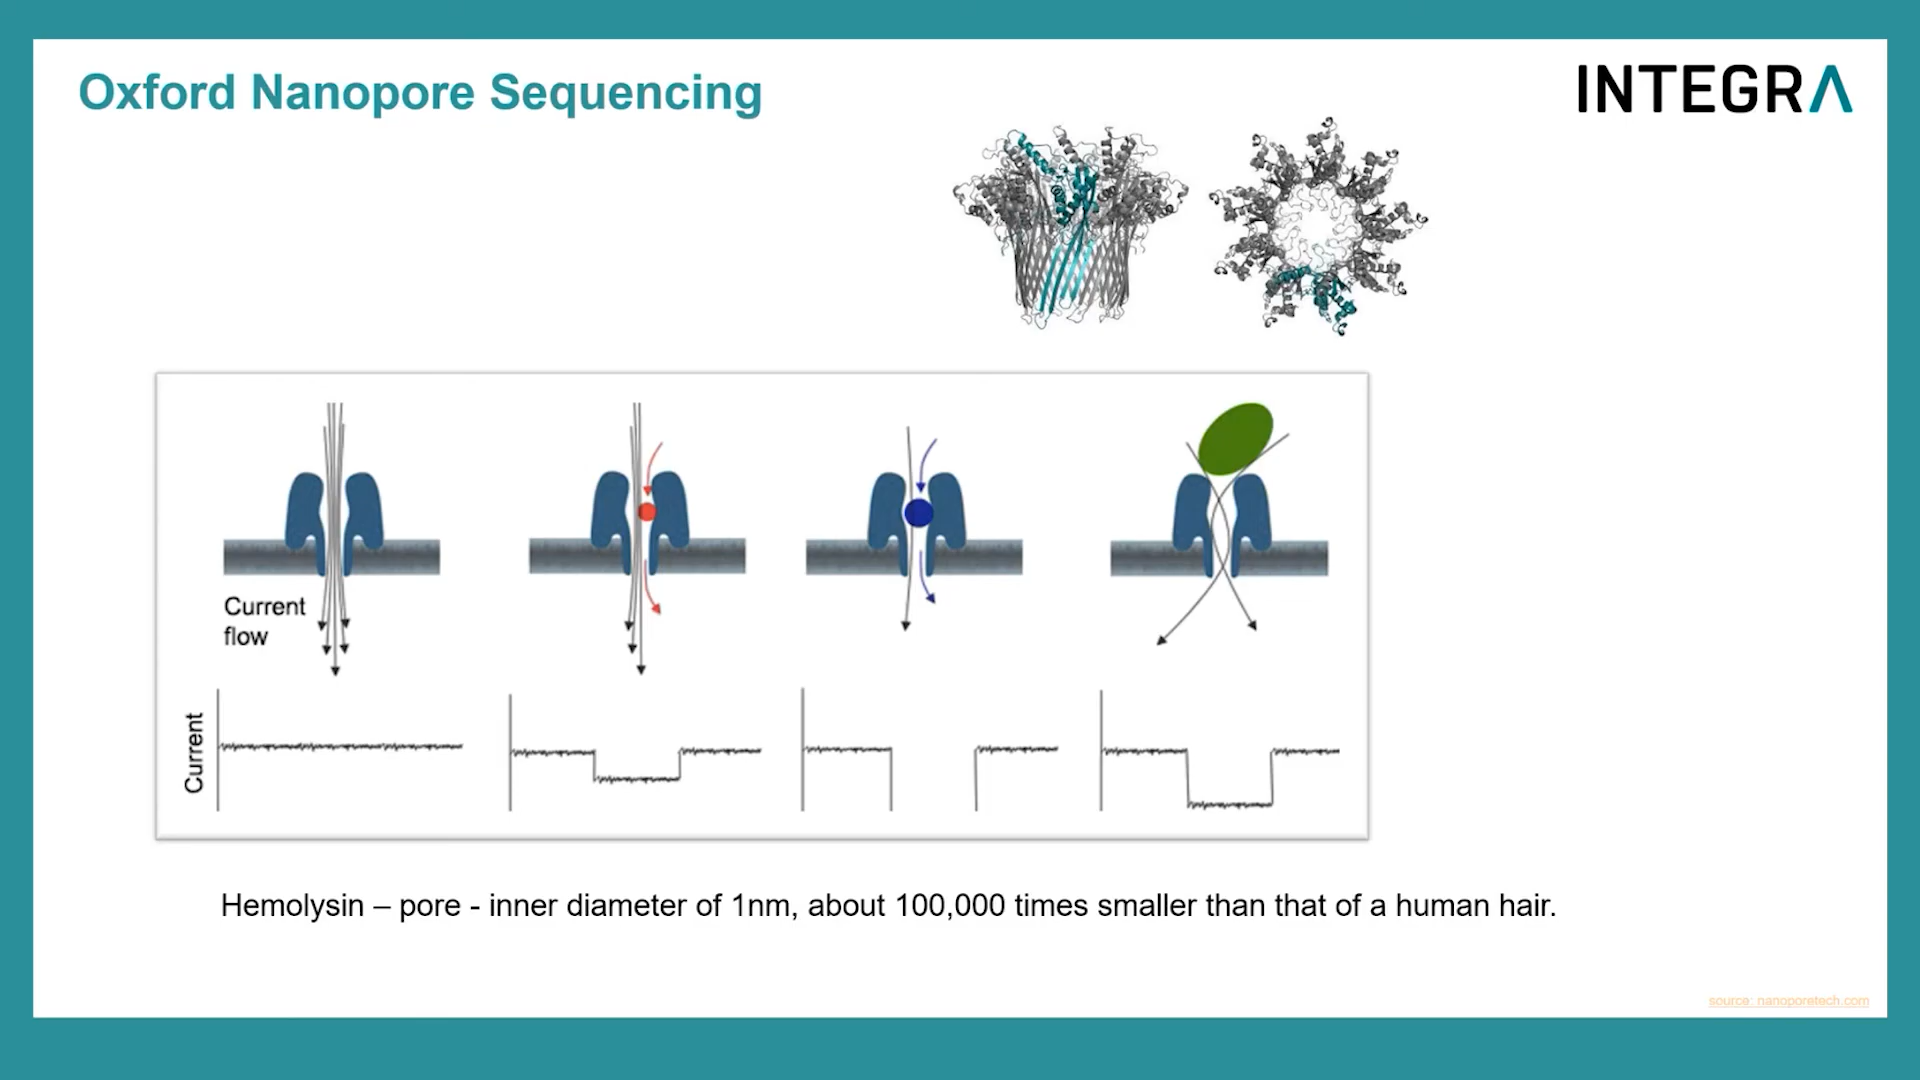 Oxford Nanopore Sequencing
INTEGRA
Current
flow
Current
Hemolysin – pore - inner diameter of 1nm, about 100,000 times smaller than that of a human hair.
source: nanoporetech.com